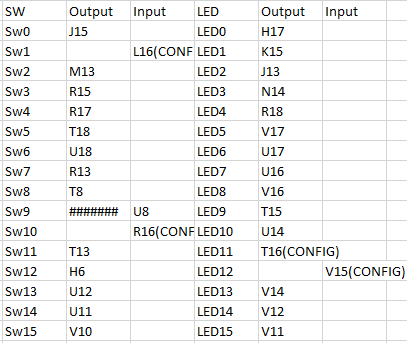 SW Output Input LED Output Input
Sw0 J15 LED0 H17
Sw1 L16(CONF LED1 K15
Sw2 M13 LED2 J13
Sw3 R15 LED3 N14
Sw4 R17 LED4 R18
Sw5 T18 LED5 V17
Sw6 U18 LED6 U17
Sw7 R13 LED7 U16
Sw8 T8 LED8 V16
Sw9 ####### U8 LED9 T15
Sw10 R16(CONF LED10 U14
Sw11 T13 LED11 T16(CONFIG)
Sw12 H6 LED12 V15(CONFIG)
Sw13 U12 LED13 V14
Sw14 U11 LED14 V12
Sw15 V10 LED15 V11